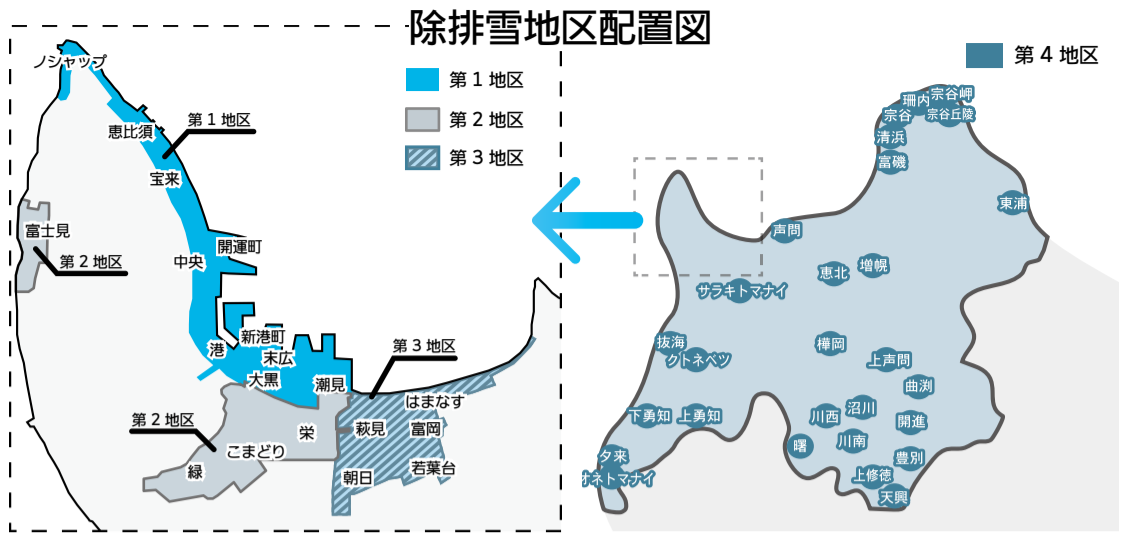 除排雪地区配置図
第1地区
第2地区
第3地区
第4地区
ノシャップ
恵比須
第1地区
宝来
富士見
第2地区
中央
開運町
新港町
港
末広
大黒
潮見
第3地区
はまなす
第2地区
栄
萩見
富岡
こまどり
緑
朝日
若葉台
宗谷岬
珊内
宗谷
宗谷丘陵
清浜
富磯
東浦
声問
恵北
増幌
サラキトマナイ
抜海
クトネベツ
樺岡
上声問
曲渕
下勇知
上勇知
川西
沼川
開進
曙
川南
夕来
オネトマナイ
豊別
上修徳
天興